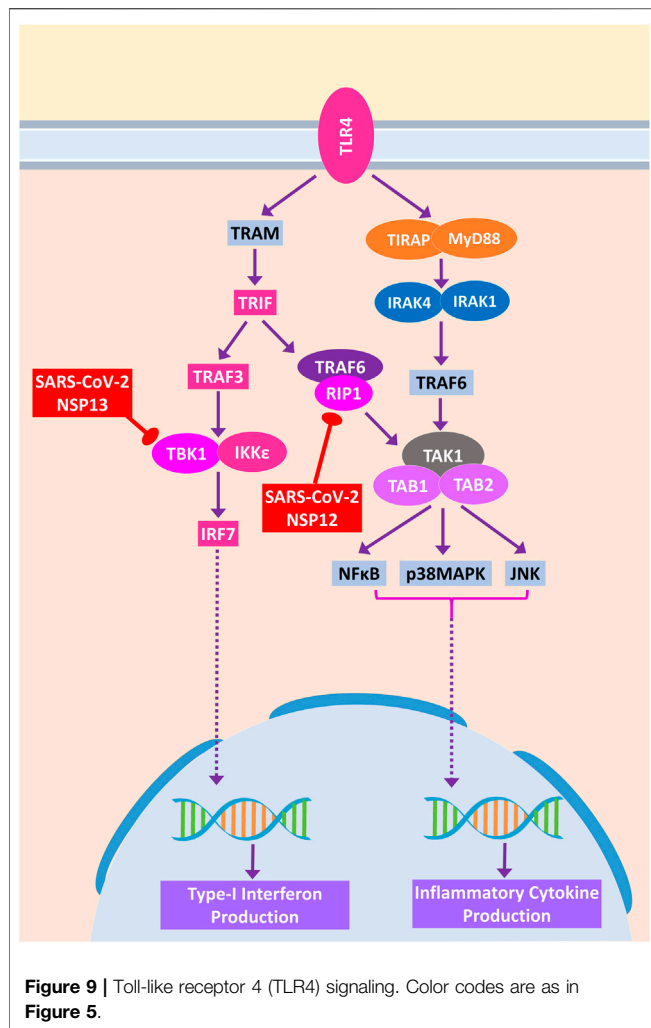 TLR4
TRAM
TIRAP MyD88
TRIF
IRAK4 IRAK1
TRAF3
TRAF6
RIP1
TRAF6
SARS-CoV-2
NSP13
TBK1 IKKε
TAK1
TAB1 TAB2
SARS-CoV-2
NSP12
IRF7
NFκB p38MAPK JNK
Type-I Interferon
Production
Inflammatory Cytokine
Production
Figure 9 | Toll-like receptor 4 (TLR4) signaling. Color codes are as in
Figure 5.